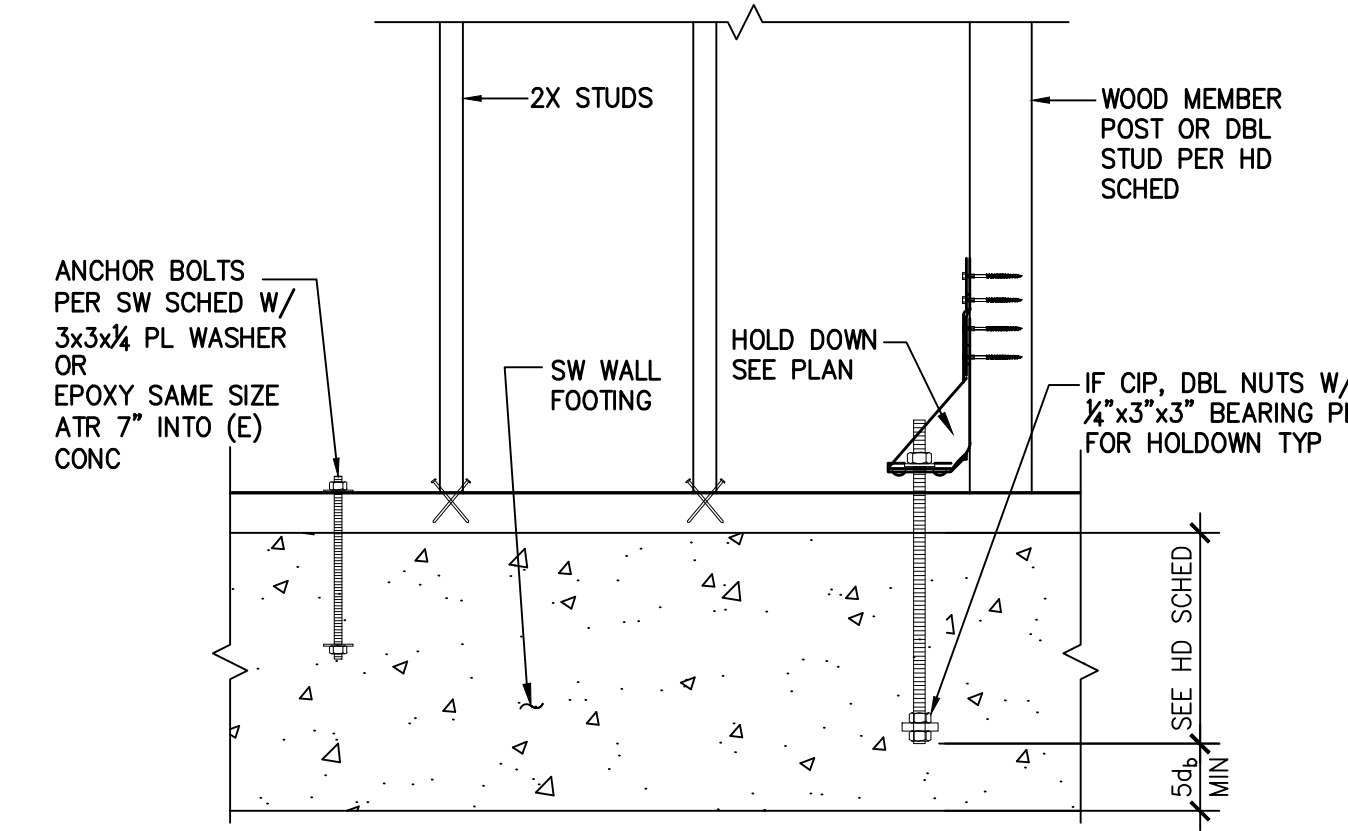 2X STUDS
WOOD MEMBER
POST OR DBL
STUD PER HD
SCHED
ANCHOR BOLTS
PER SW SCHED W/
3x3x¼ PL WASHER
OR
EPOXY SAME SIZE
ATR 7" INTO (E)
CONC
SW WALL
FOOTING
HOLD DOWN
SEE PLAN
IF CIP, DBL NUTS W/
¼"x3"x3" BEARING
FOR HOLDOWN TYP
SEE HD SCHED
5d_b
MIN